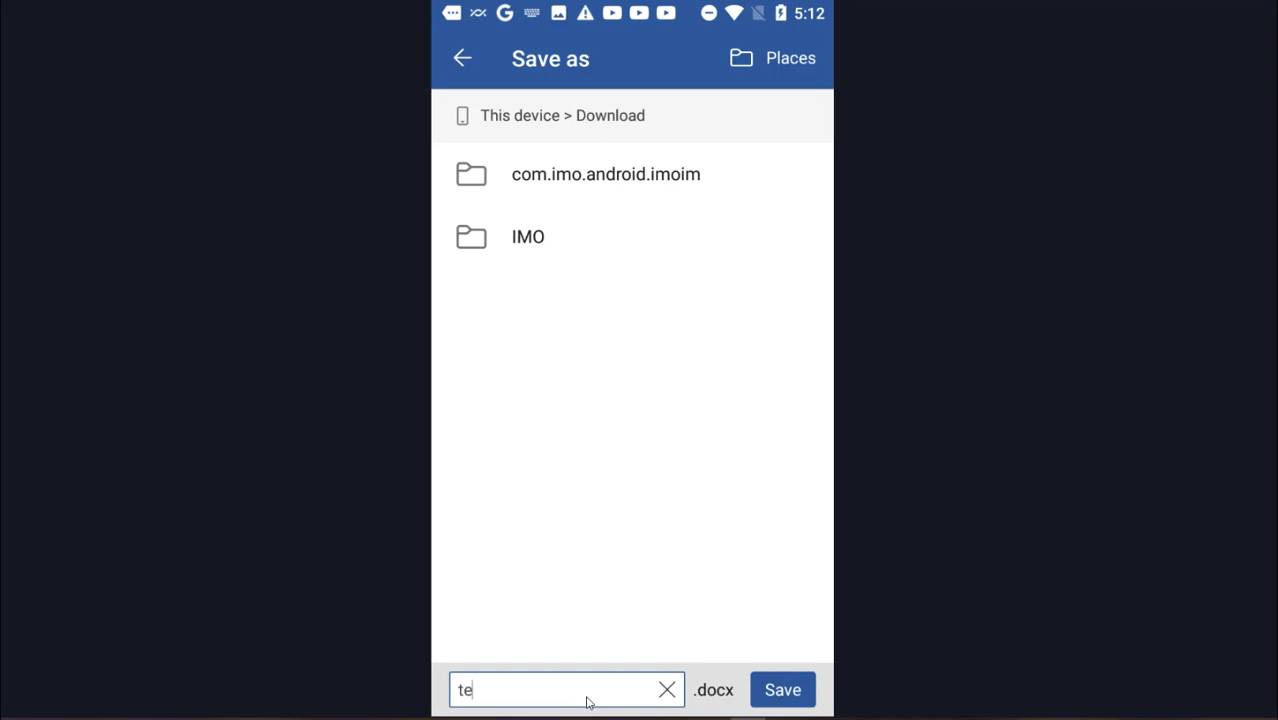 5:12
Save as
Places
This device > Download
com.imo.android.imoim
IMO
te
.docx
Save